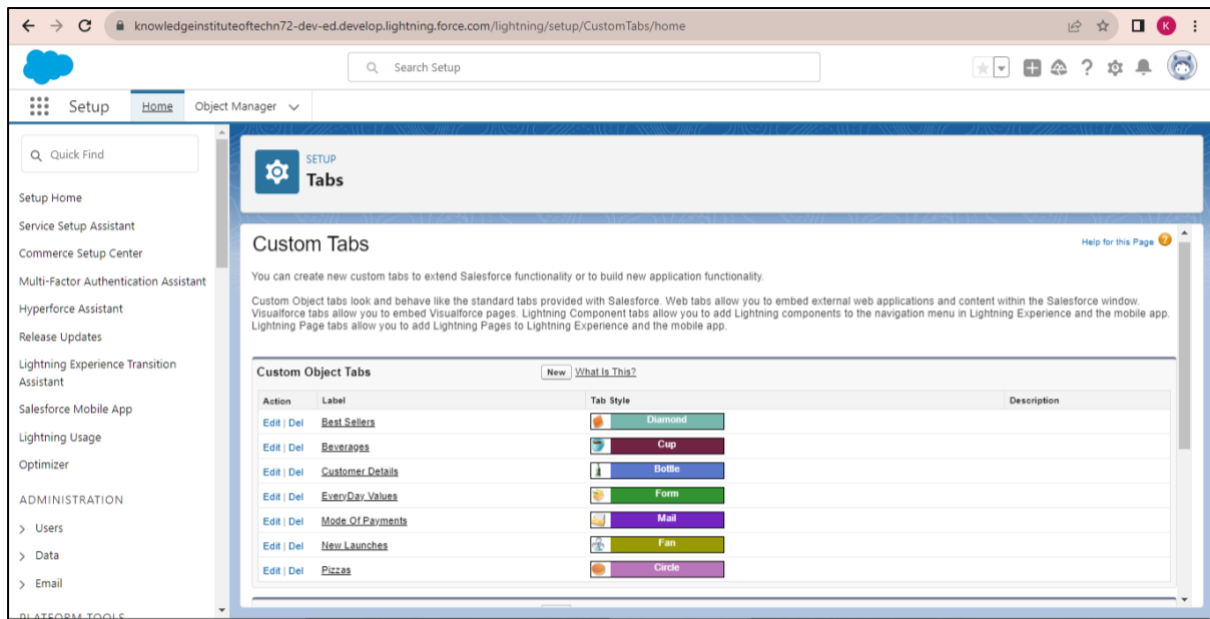 knowledgeinstituteoftechn72-dev-ed.develop.lightning.force.com/lightning/setup/CustomTabs/home
K
Search Setup
Setup Home Object Manager
Quick Find
Setup Home
Service Setup Assistant
Commerce Setup Center
Multi-Factor Authentication Assistant
Hyperforce Assistant
Release Updates
Lightning Experience Transition
Assistant
Salesforce Mobile App
Lightning Usage
Optimizer
ADMINISTRATION
> Users
> Data
> Email
PLATFORM TOOLS
SETUP
Tabs
Custom Tabs
Help for this Page ?
You can create new custom tabs to extend Salesforce functionality or to build new application functionality.
Custom Object tabs look and behave like the standard tabs provided with Salesforce. Web tabs allow you to embed external web applications and content within the Salesforce window.
Visualforce tabs allow you to embed Visualforce pages. Lightning Component tabs allow you to add Lightning components to the navigation menu in Lightning Experience and the mobile app.
Lightning Page tabs allow you to add Lightning Pages to Lightning Experience and the mobile app.
Custom Object Tabs New What Is This?
Action Label Tab Style Description
Edit | Del Best Sellers Diamond
Edit | Del Beverages Cup
Edit | Del Customer Details Bottle
Edit | Del EveryDay Values Form
Edit | Del Mode Of Payments Mail
Edit | Del New Launches Fan
Edit | Del Pizzas Circle